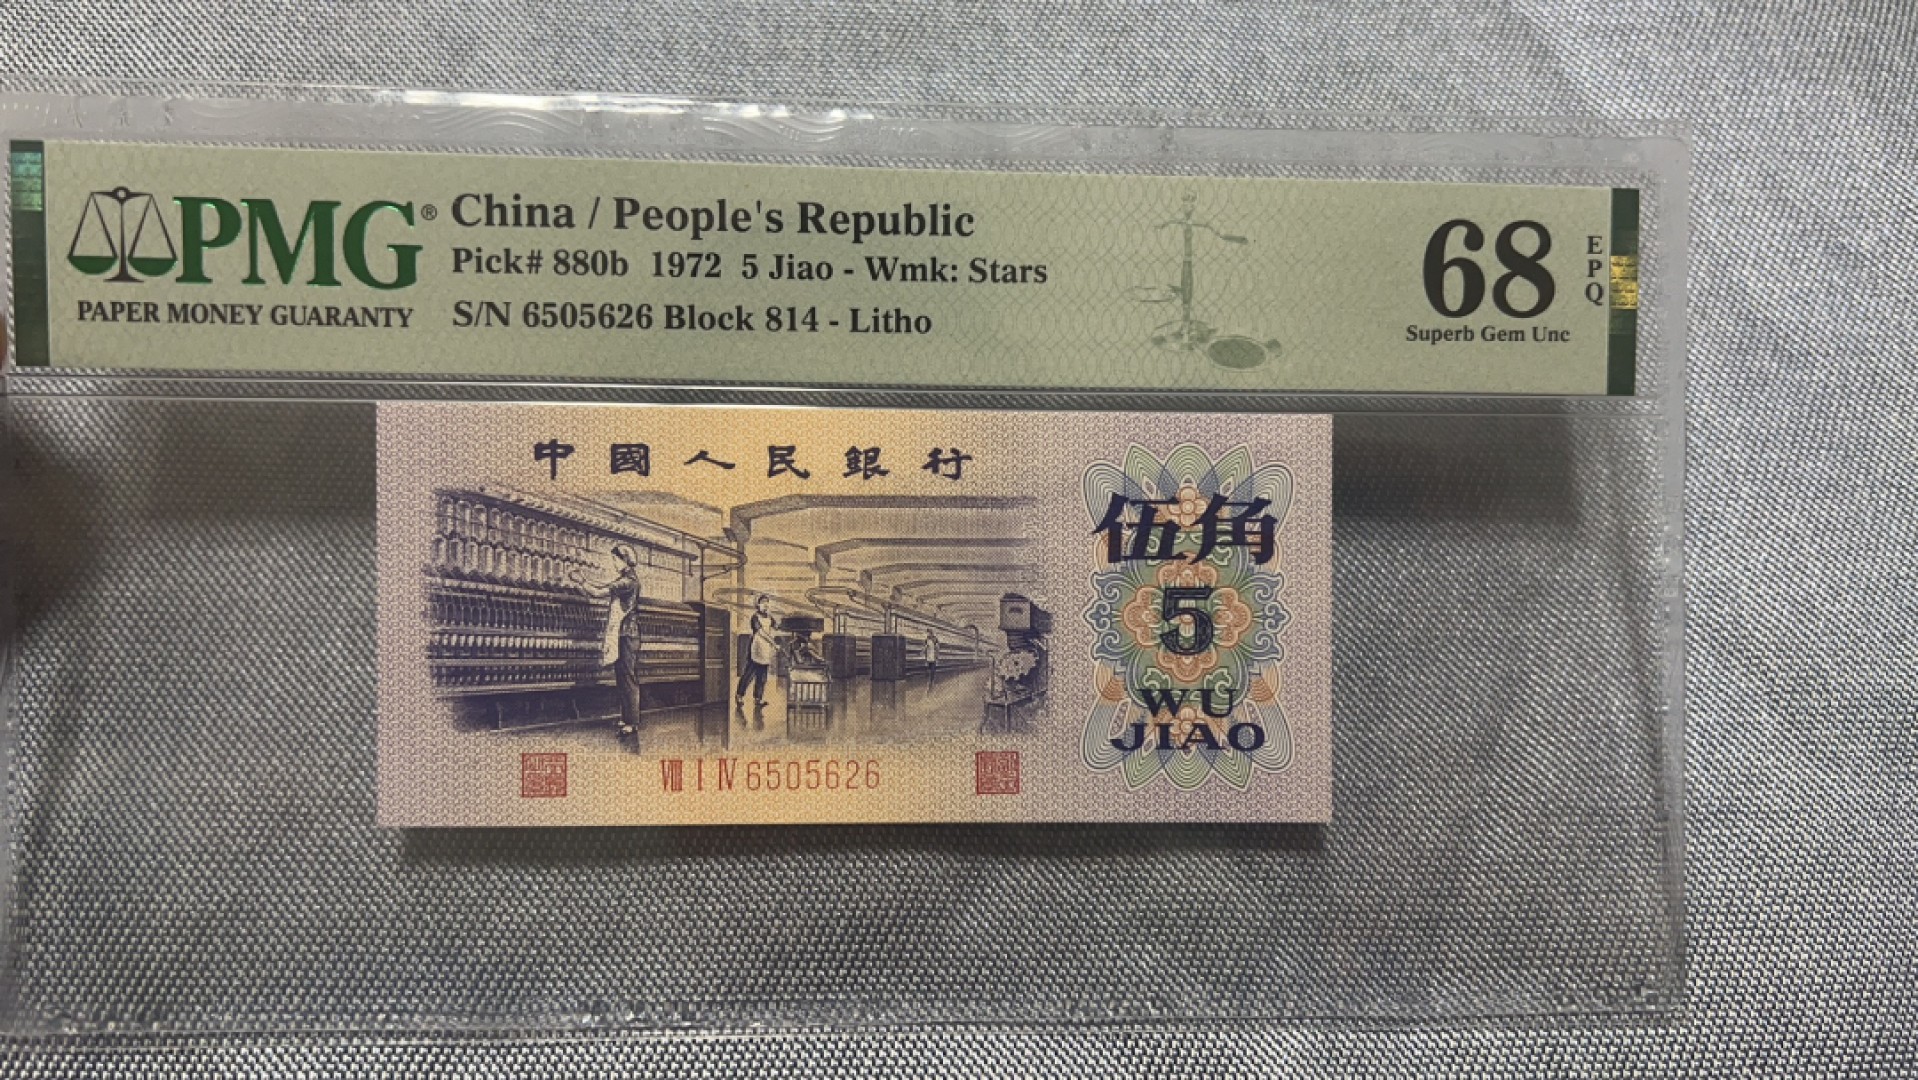 PMG®
PAPER MONEY GUARANTY
China / People's Republic
Pick# 880b 1972 5 Jiao - Wmk: Stars
S/N 6505626 Block 814 - Litho
68
EPQ
Superb Gem Unc
中國人民銀行
伍角
5
WU
JIAO
Ⅷ Ⅰ Ⅳ 6505626